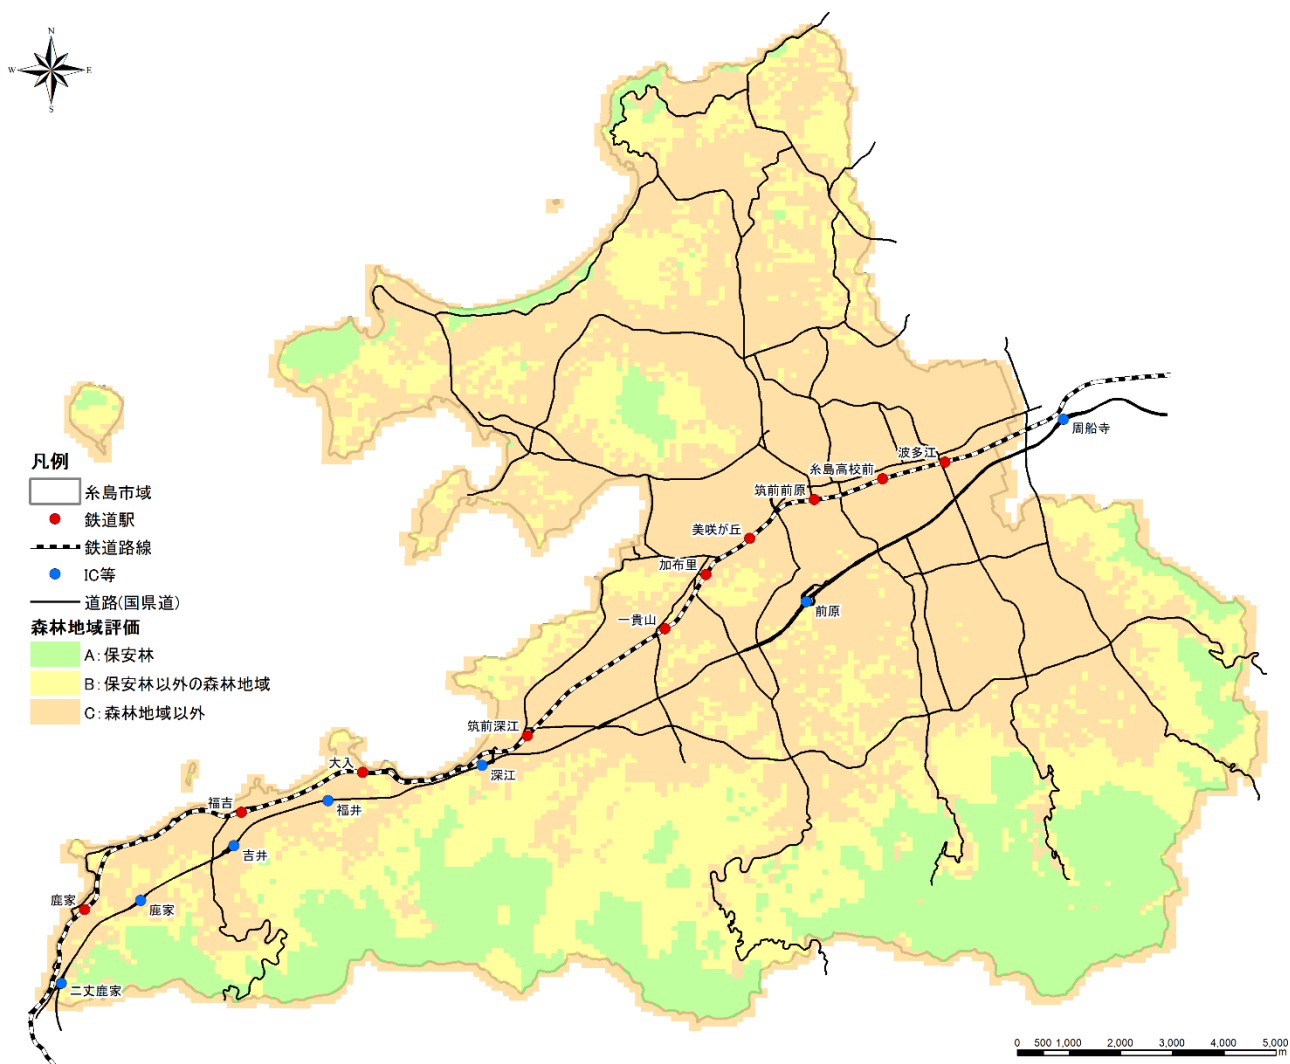 N
W
E
S
周船寺
波多江
糸島高校前
筑前前原
美咲が丘
加布里
前原
一貴山
筑前深江
大入
深江
福吉
福井
吉井
鹿家
鹿家
二丈鹿家
凡例
糸島市域
鉄道駅
鉄道路線
IC等
道路(国県道)
森林地域評価
A:保安林
B:保安林以外の森林地域
C:森林地域以外
0 500 1,000 2,000 3,000 4,000 5,000
m